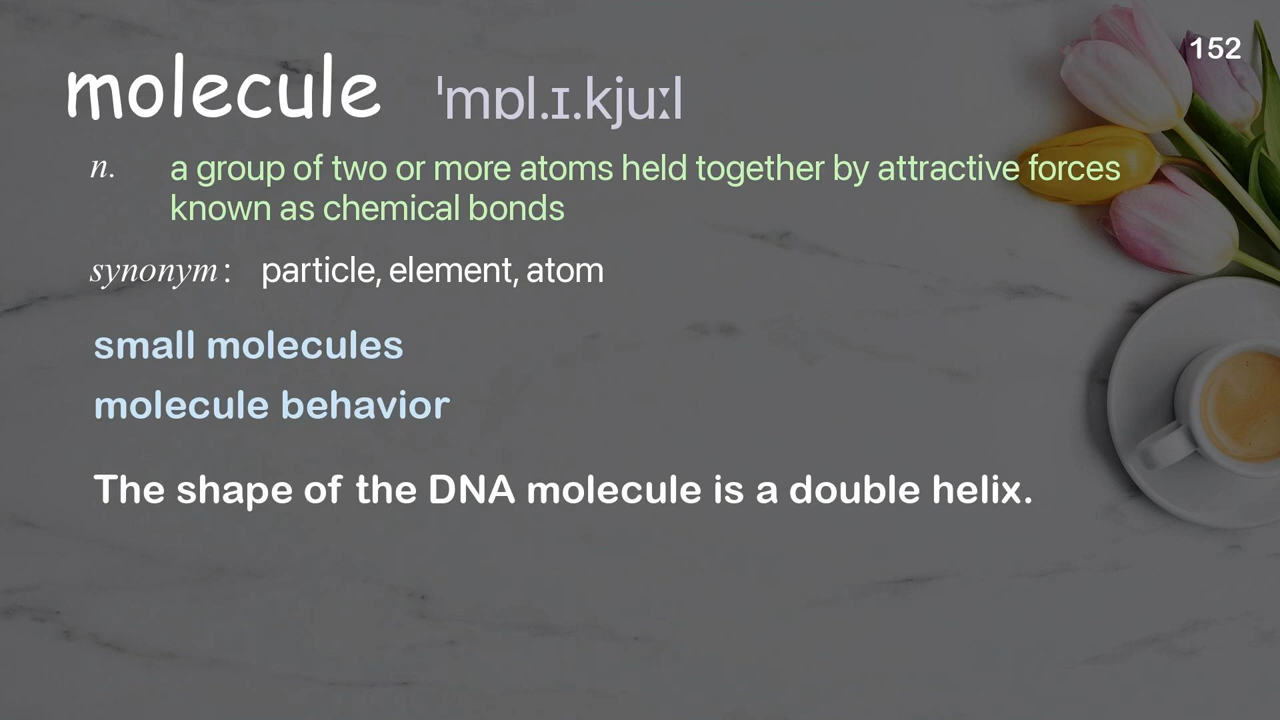 152
molecule ˈmɒl.ɪ.kjuːl
n. a group of two or more atoms held together by attractive forces
known as chemical bonds
synonym: particle, element, atom
small molecules
molecule behavior
The shape of the DNA molecule is a double helix.